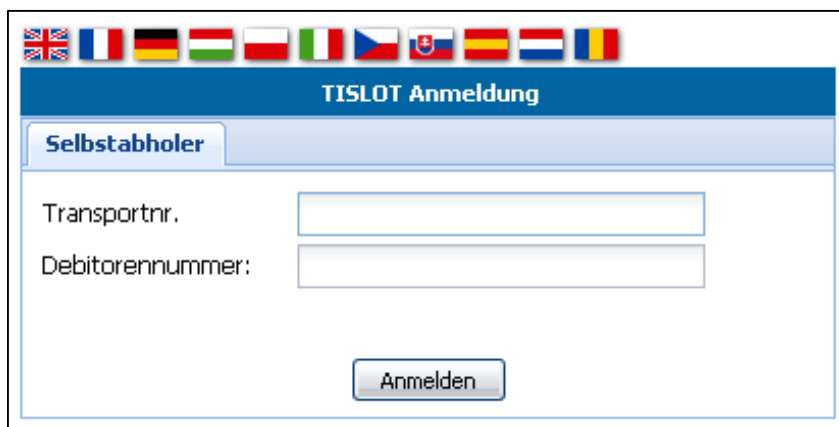 TISLOT Anmeldung
Selbstabholer
Transportnr.
Debitorennummer:
Anmelden